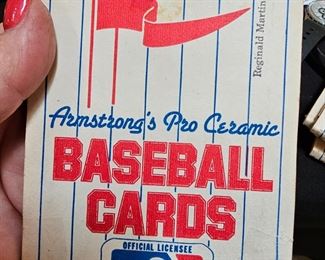 Armstrong's Pro Ceramic
BASEBALL
CARDS
OFFICIAL LICENSEE
Reginald Martin